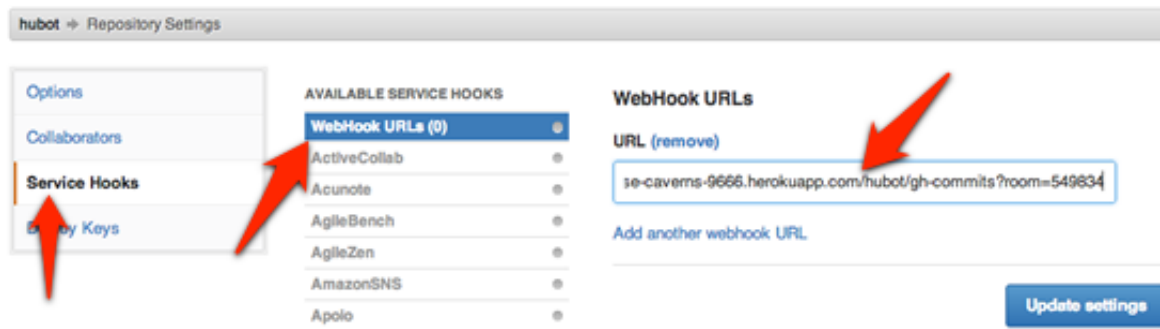 hubot → Repository Settings
Options
Collaborators
Service Hooks
Keys
AVAILABLE SERVICE HOOKS
WebHook URLs (0)
ActiveCollab
Acunote
AgileBench
AgileZen
AmazonSNS
Apolo
WebHook URLs
URL (remove)
se-caverns-9666.herokuapp.com/hubot/gh-commits?room=549834
Add another webhook URL
Update settings